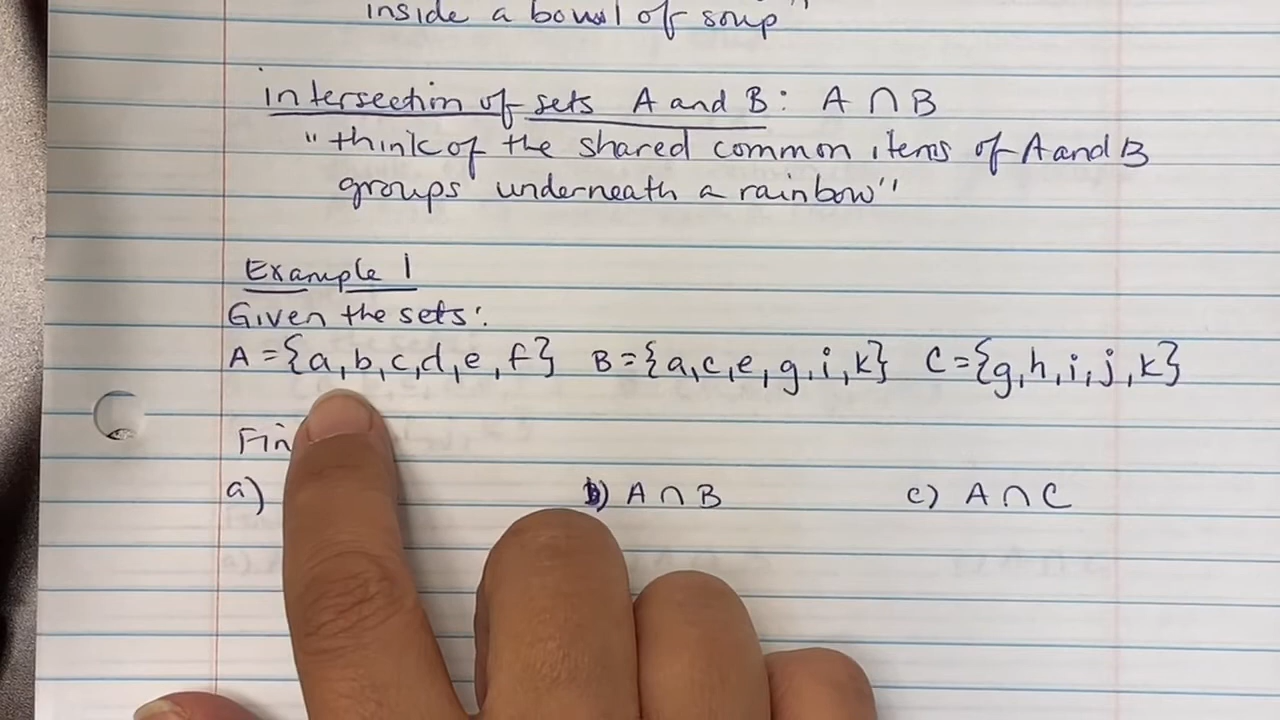 inside a bowl of soup"
intersection of sets A and B: A ∩ B
"think of the shared common items of A and B
groups underneath a rainbow"
Example 1
Given the sets:
A = {a,b,c,d,e,f} B={a,c,e,g,i,k} C={g,h,i,j,k}
a) b) A ∩ B c) A ∩ C